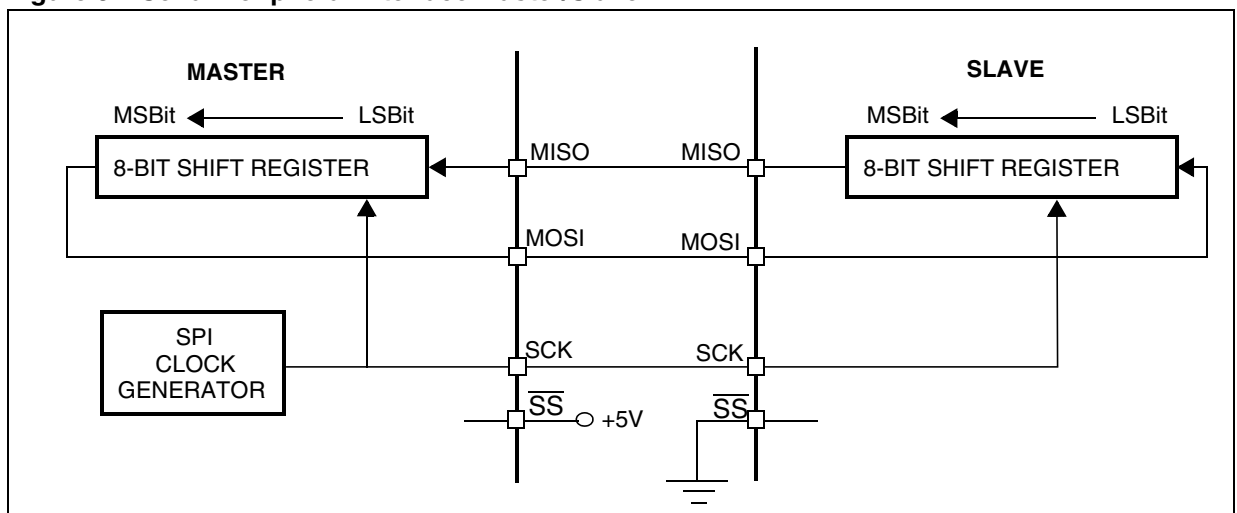 MASTER
SLAVE
MSBit LSBit
MSBit LSBit
8-BIT SHIFT REGISTER
MISO MISO
8-BIT SHIFT REGISTER
MOSI MOSI
SPI
CLOCK
GENERATOR
SCK SCK
SS +5V
SS